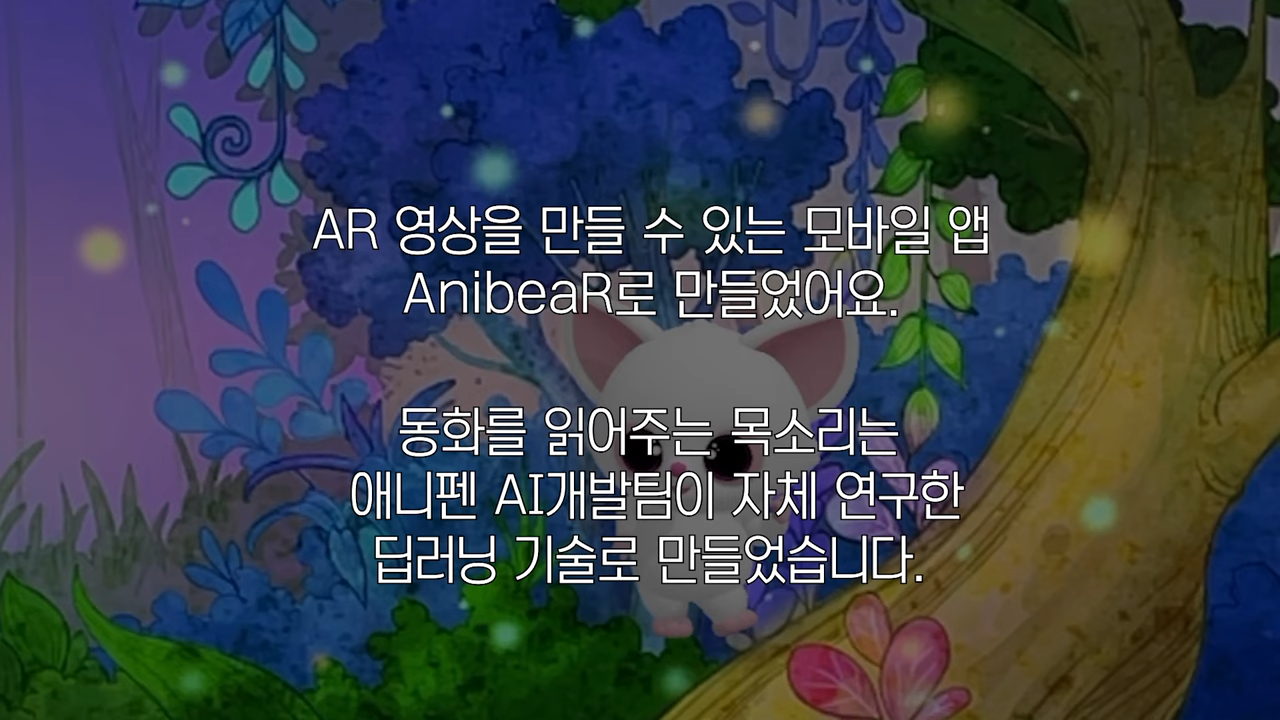 AR 영상을 만들 수 있는 모바일 앱
AnibeaR로 만들었어요.
동화를 읽어주는 목소리는
애니펜 AI개발팀이 자체 연구한
딥러닝 기술로 만들었습니다.